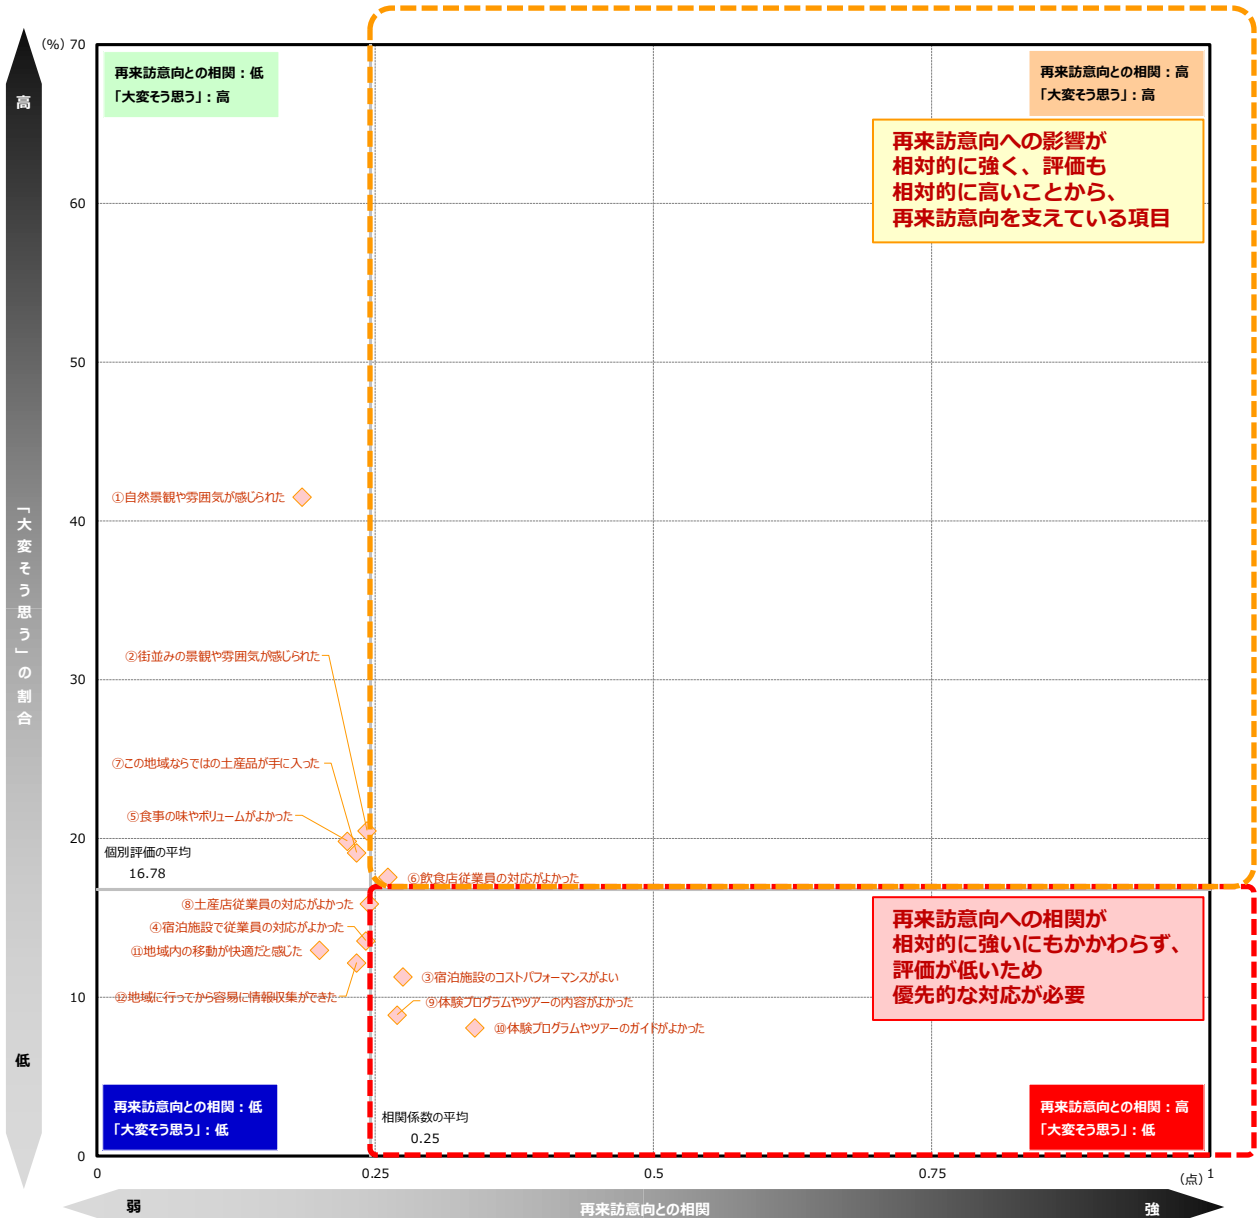 (%)
70
60
50
40
30
20
10
0
高
「大変そう思う」の割合
低
再来訪意向との相関：低
「大変そう思う」：高
再来訪意向との相関：高
「大変そう思う」：高
再来訪意向への影響が
相対的に強く、評価も
相対的に高いことから、
再来訪意向を支えている項目
①自然景観や雰囲気が感じられた
②街並みの景観や雰囲気が感じられた
⑦この地域ならではの土産品が手に入った
⑤食事の味やボリュームがよかった
個別評価の平均
16.78
⑥飲食店従業員の対応がよかった
⑧土産店従業員の対応がよかった
④宿泊施設で従業員の対応がよかった
⑪地域内の移動が快適だと感じた
⑫地域に行ってから容易に情報収集ができた
③宿泊施設のコストパフォーマンスがよい
⑨体験プログラムやツアーの内容がよかった
⑩体験プログラムやツアーのガイドがよかった
再来訪意向への相関が
相対的に強いにもかかわらず、
評価が低いため
優先的な対応が必要
再来訪意向との相関：低
「大変そう思う」：低
相関係数の平均
0.25
再来訪意向との相関：高
「大変そう思う」：低
0
0.25
0.5
0.75
(点)
1
弱
再来訪意向との相関
強